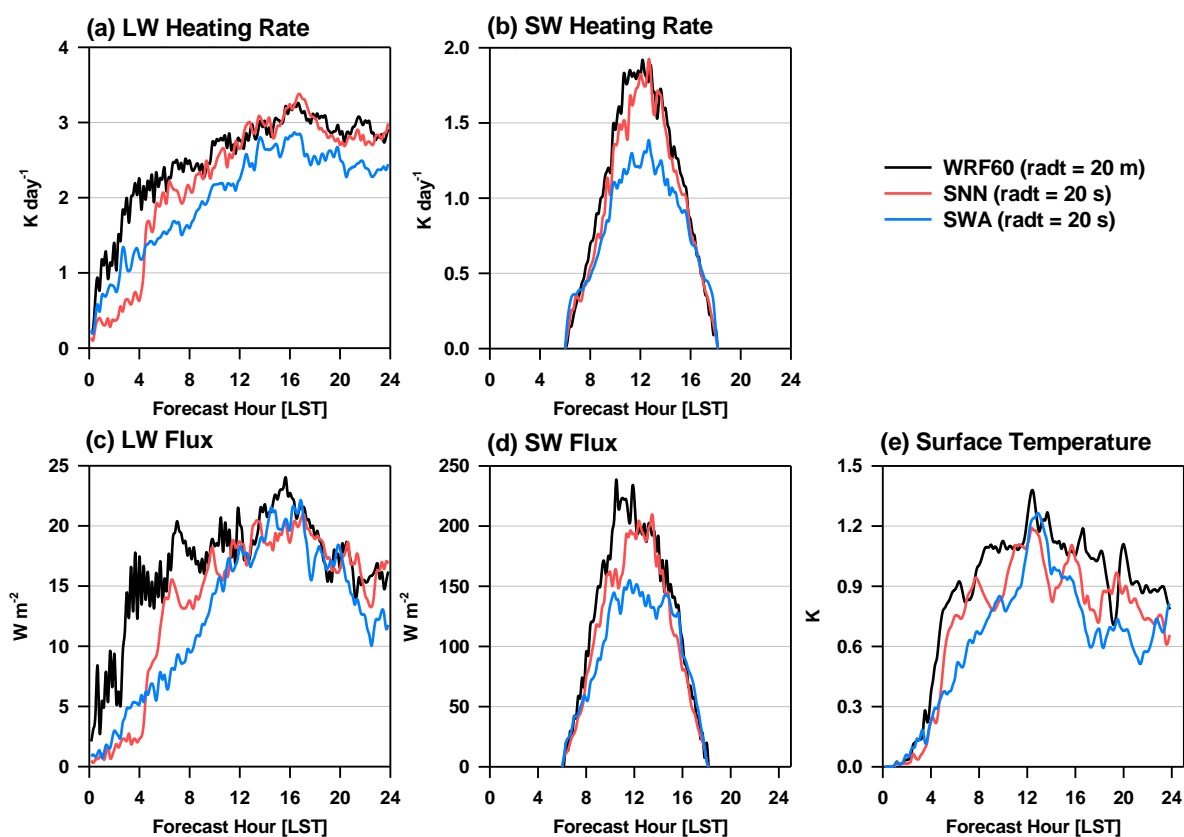 (a) LW Heating Rate
4
3
2
1
0
K day⁻¹
0 4 8 12 16 20 24
Forecast Hour [LST]
(b) SW Heating Rate
2.0
1.5
1.0
0.5
0.0
K day⁻¹
0 4 8 12 16 20 24
Forecast Hour [LST]
WRF60 (radt = 20 m)
SNN (radt = 20 s)
SWA (radt = 20 s)
(c) LW Flux
25
20
15
10
5
0
W m⁻²
0 4 8 12 16 20 24
Forecast Hour [LST]
(d) SW Flux
250
200
150
100
50
0
W m⁻²
0 4 8 12 16 20 24
Forecast Hour [LST]
(e) Surface Temperature
1.5
1.2
0.9
0.6
0.3
0.0
K
0 4 8 12 16 20 24
Forecast Hour [LST]